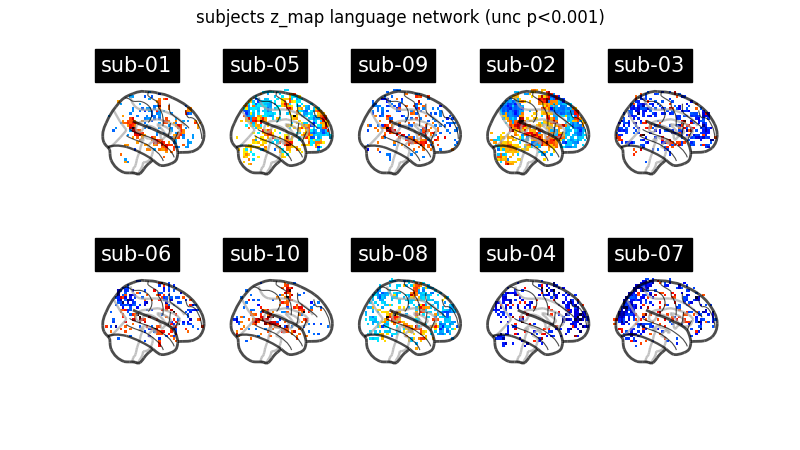 subjects z_map language network (unc p<0.001)
sub-01 sub-05 sub-09 sub-02 sub-03
sub-06 sub-10 sub-08 sub-04 sub-07